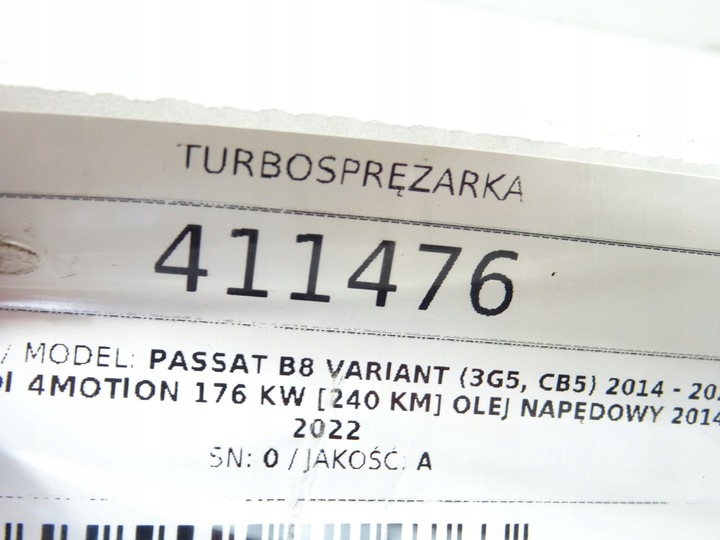 TURBOSPRĘŻARKA
411476
/ MODEL: PASSAT B8 VARIANT (3G5, CB5) 2014 -
4MOTION 176 KW [240 KM] OLEJ NAPĘDOWY 2014
2022
SN: 0 / JAKOŚĆ: A